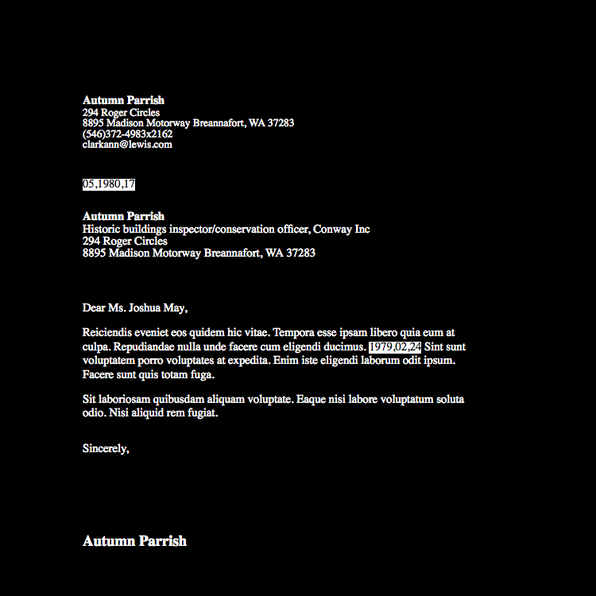 Autumn Parrish
294 Roger Circles
8895 Madison Motorway Breannafort, WA 37283
(546)372-4983x2162
clarkann@lewis.com
05,1980,17
Autumn Parrish
Historic buildings inspector/conservation officer, Conway Inc
294 Roger Circles
8895 Madison Motorway Breannafort, WA 37283
Dear Ms. Joshua May,
Reiciendis eveniet eos quidem hic vitae. Tempora esse ipsam libero quia eum at
culpa. Repudiandae nulla unde facere cum eligendi ducimus. 1979,02,24 Sint sunt
voluptatem porro voluptates at expedita. Enim iste eligendi laborum odit ipsum.
Facere sunt quis totam fuga.
Sit laboriosam quibusdam aliquam voluptate. Eaque nisi labore voluptatum soluta
odio. Nisi aliquid rem fugiat.
Sincerely,
Autumn Parrish